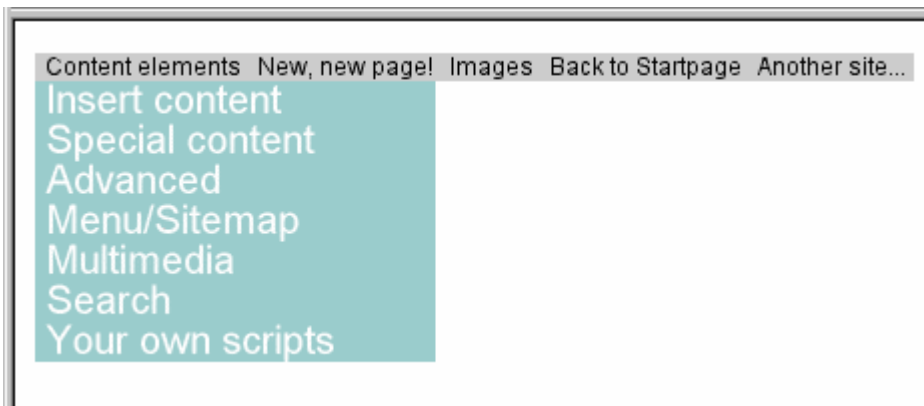 Content elements New, new page! Images Back to Startpage Another site...
Insert content
Special content
Advanced
Menu/Sitemap
Multimedia
Search
Your own scripts